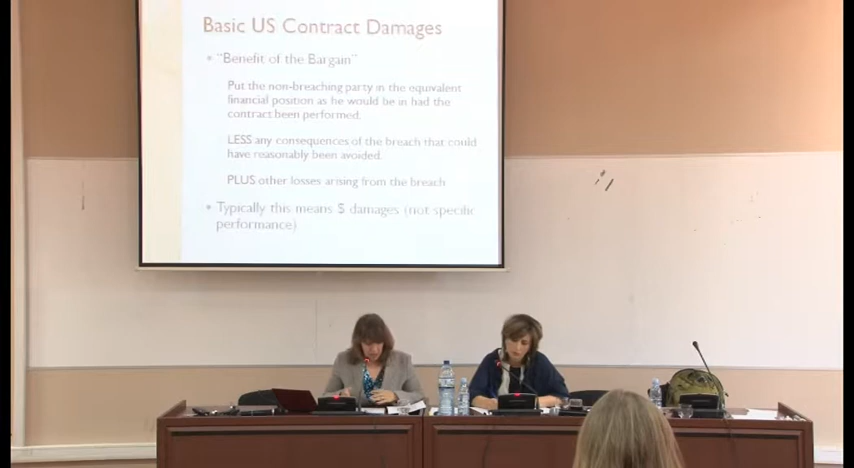 Basic US Contract Damages
• "Benefit of the Bargain"
Put the non-breaching party in the equivalent
financial position as he would be in had the
contract been performed.
LESS any consequences of the breach that could
have reasonably been avoided.
PLUS other losses arising from the breach
• Typically this means $ damages (not specific
performance)